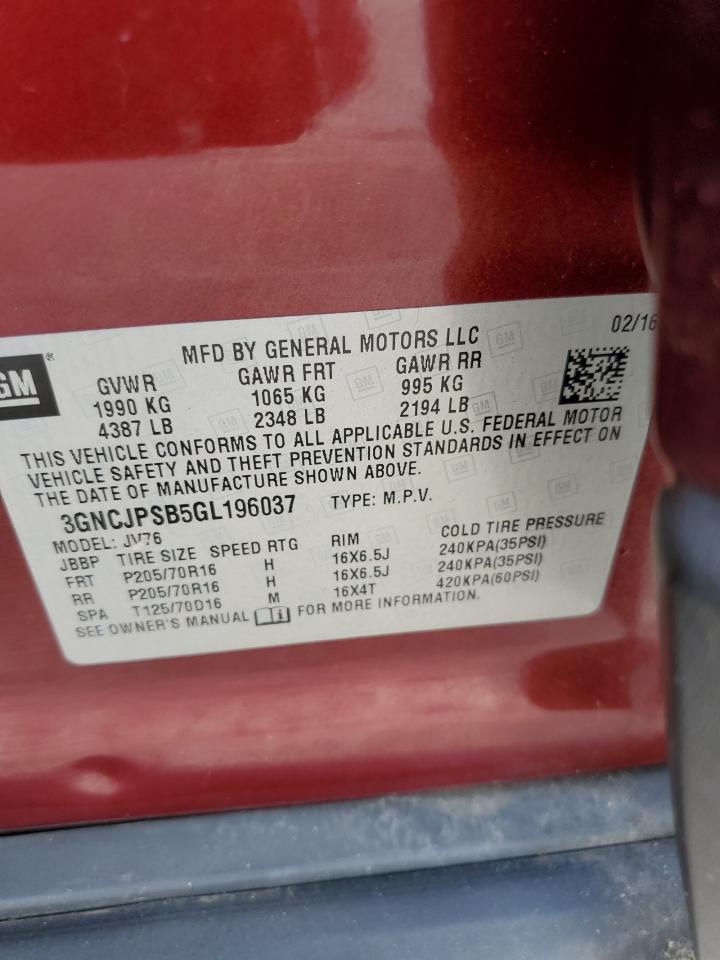 GM®
02/16
MFD BY GENERAL MOTORS LLC
GVWR GAWR FRT GAWR RR
1990 KG 1065 KG 995 KG
4387 LB 2348 LB 2194 LB
THIS VEHICLE CONFORMS TO ALL APPLICABLE U.S. FEDERAL MOTOR
VEHICLE SAFETY AND THEFT PREVENTION STANDARDS IN EFFECT ON
THE DATE OF MANUFACTURE SHOWN ABOVE.
3GNCJPSB5GL196037 TYPE: M.P.V.
MODEL: JV76
JBBP TIRE SIZE SPEED RTG RIM COLD TIRE PRESSURE
FRT P205/70R16 H 16X6.5J 240KPA(35PSI)
RR P205/70R16 H 16X6.5J 240KPA(35PSI)
SPA T125/70D16 M 16X4T 420KPA(60PSI)
SEE OWNER'S MANUAL FOR MORE INFORMATION.